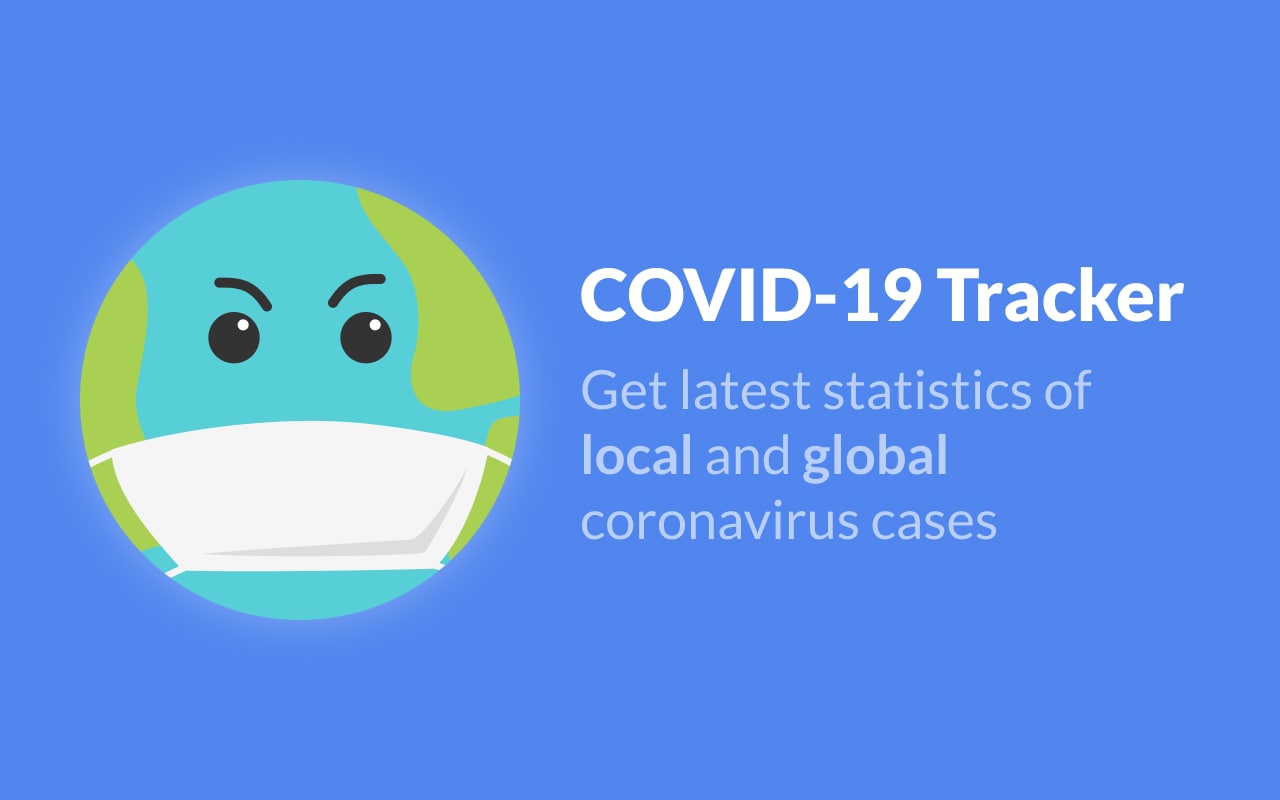 COVID-19 Tracker
Get latest statistics of
local and global
coronavirus cases